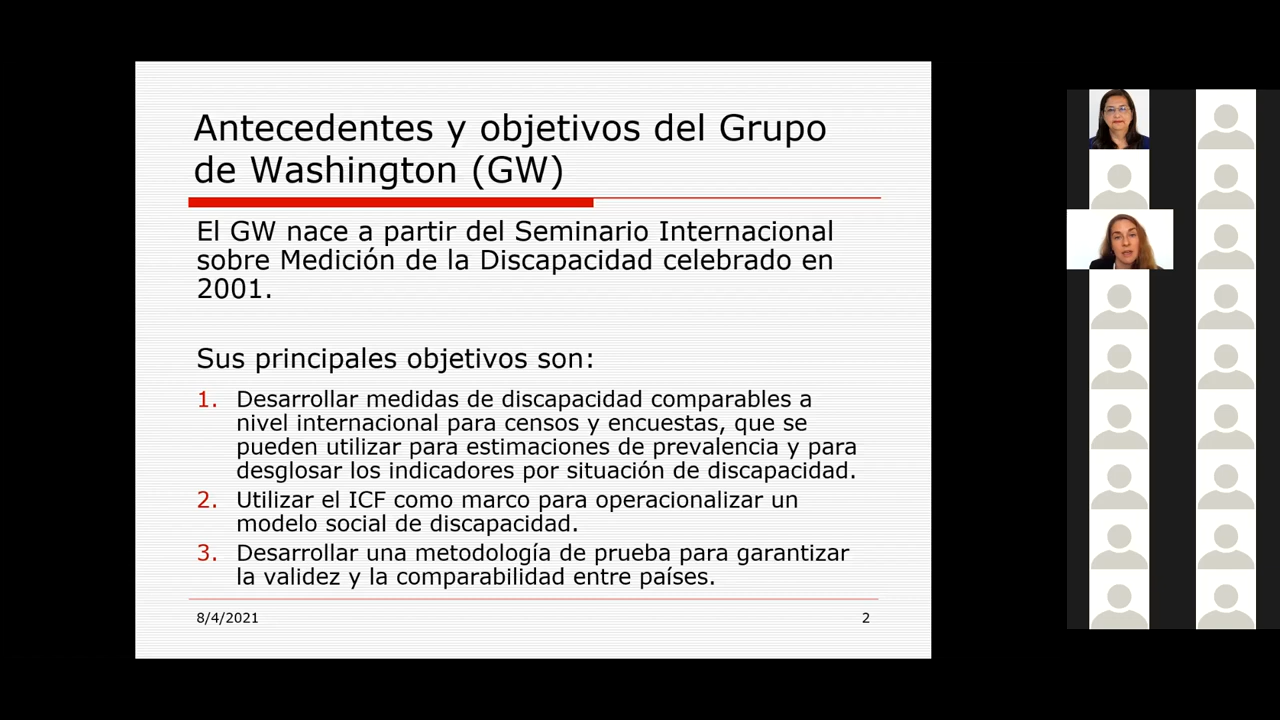 Antecedentes y objetivos del Grupo
de Washington (GW)
El GW nace a partir del Seminario Internacional
sobre Medición de la Discapacidad celebrado en
2001.
Sus principales objetivos son:
1. Desarrollar medidas de discapacidad comparables a
nivel internacional para censos y encuestas, que se
pueden utilizar para estimaciones de prevalencia y para
desglosar los indicadores por situación de discapacidad.
2. Utilizar el ICF como marco para operacionalizar un
modelo social de discapacidad.
3. Desarrollar una metodología de prueba para garantizar
la validez y la comparabilidad entre países.
8/4/2021
2